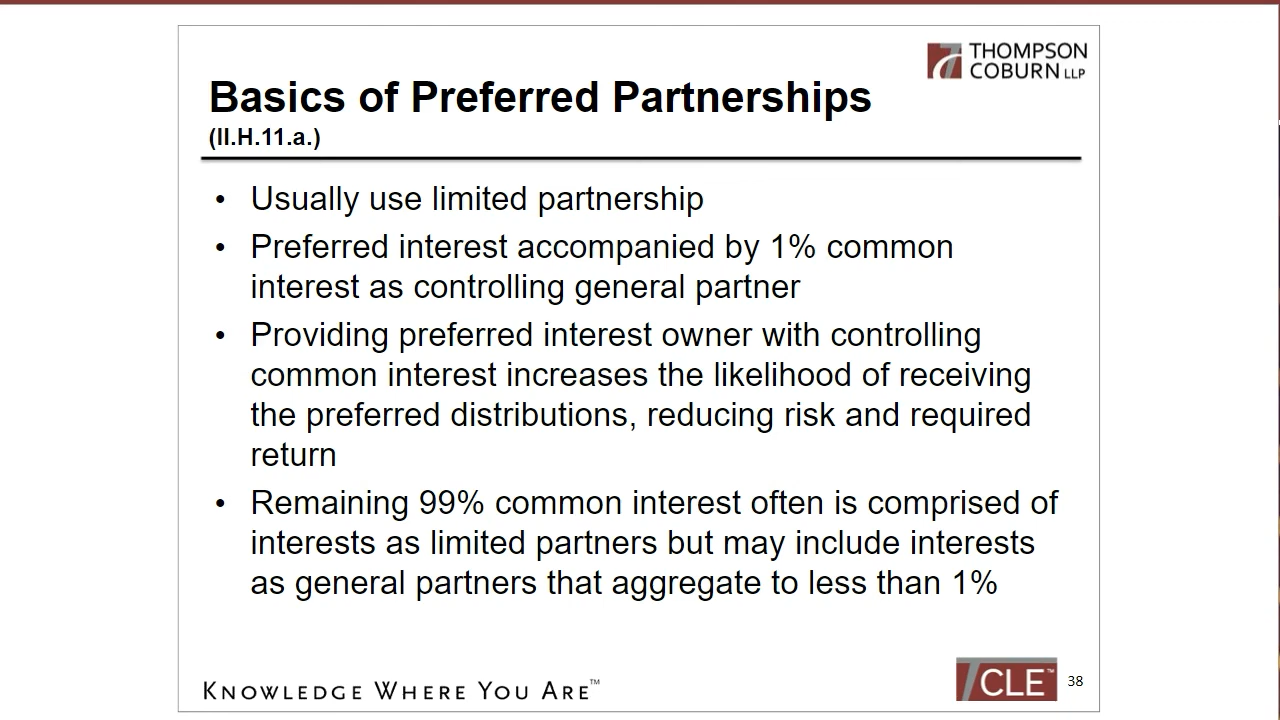 THOMPSON
COBURN LLP
Basics of Preferred Partnerships
(II.H.11.a.)
• Usually use limited partnership
• Preferred interest accompanied by 1% common
interest as controlling general partner
• Providing preferred interest owner with controlling
common interest increases the likelihood of receiving
the preferred distributions, reducing risk and required
return
• Remaining 99% common interest often is comprised of
interests as limited partners but may include interests
as general partners that aggregate to less than 1%
KNOWLEDGE WHERE YOU ARE™
CLE™
38